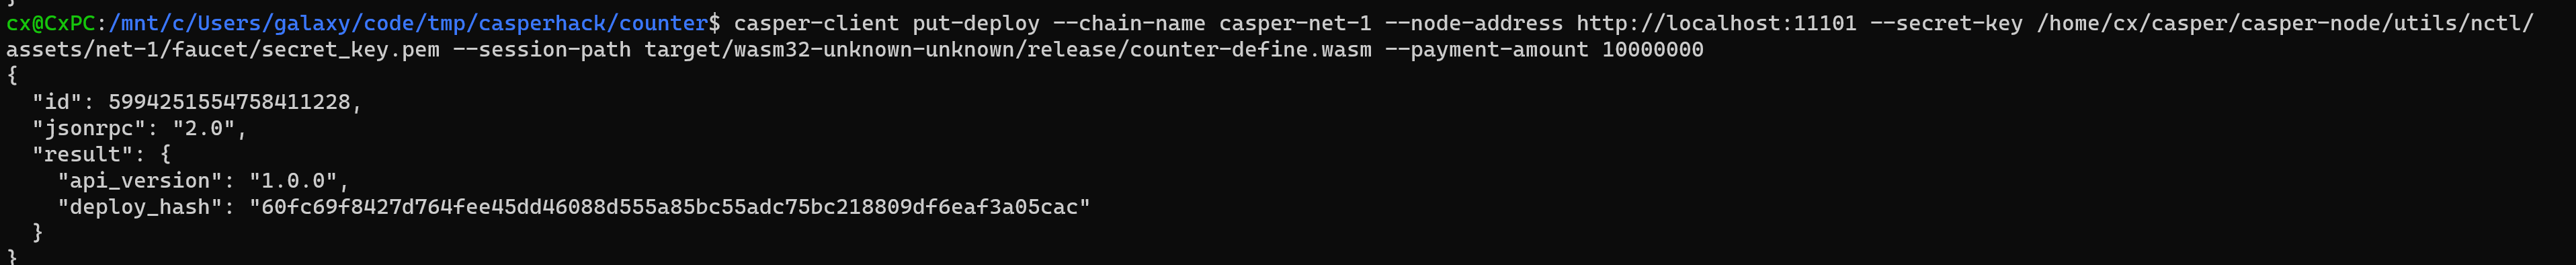 }
cx@CxPC:/mnt/c/Users/galaxy/code/tmp/casperhack/counter$ casper-client put-deploy --chain-name casper-net-1 --node-address http://localhost:11101 --secret-key /home/cx/casper/casper-node/utils/nctl/
assets/net-1/faucet/secret_key.pem --session-path target/wasm32-unknown-unknown/release/counter-define.wasm --payment-amount 10000000
{
  "id": 5994251554758411228,
  "jsonrpc": "2.0",
  "result": {
    "api_version": "1.0.0",
    "deploy_hash": "60fc69f8427d764fee45dd46088d555a85bc55adc75bc218809df6eaf3a05cac"
  }
}